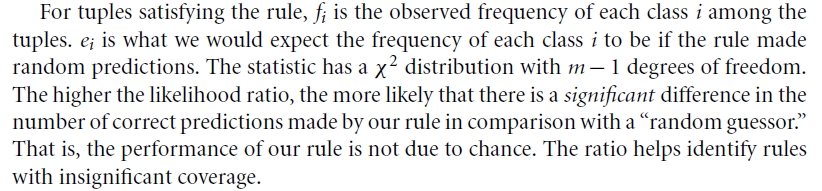 For tuples satisfying the rule, fᵢ is the observed frequency of each class i among the
tuples. eᵢ is what we would expect the frequency of each class i to be if the rule made
random predictions. The statistic has a χ² distribution with m − 1 degrees of freedom.
The higher the likelihood ratio, the more likely that there is a significant difference in the
number of correct predictions made by our rule in comparison with a “random guessor.”
That is, the performance of our rule is not due to chance. The ratio helps identify rules
with insignificant coverage.